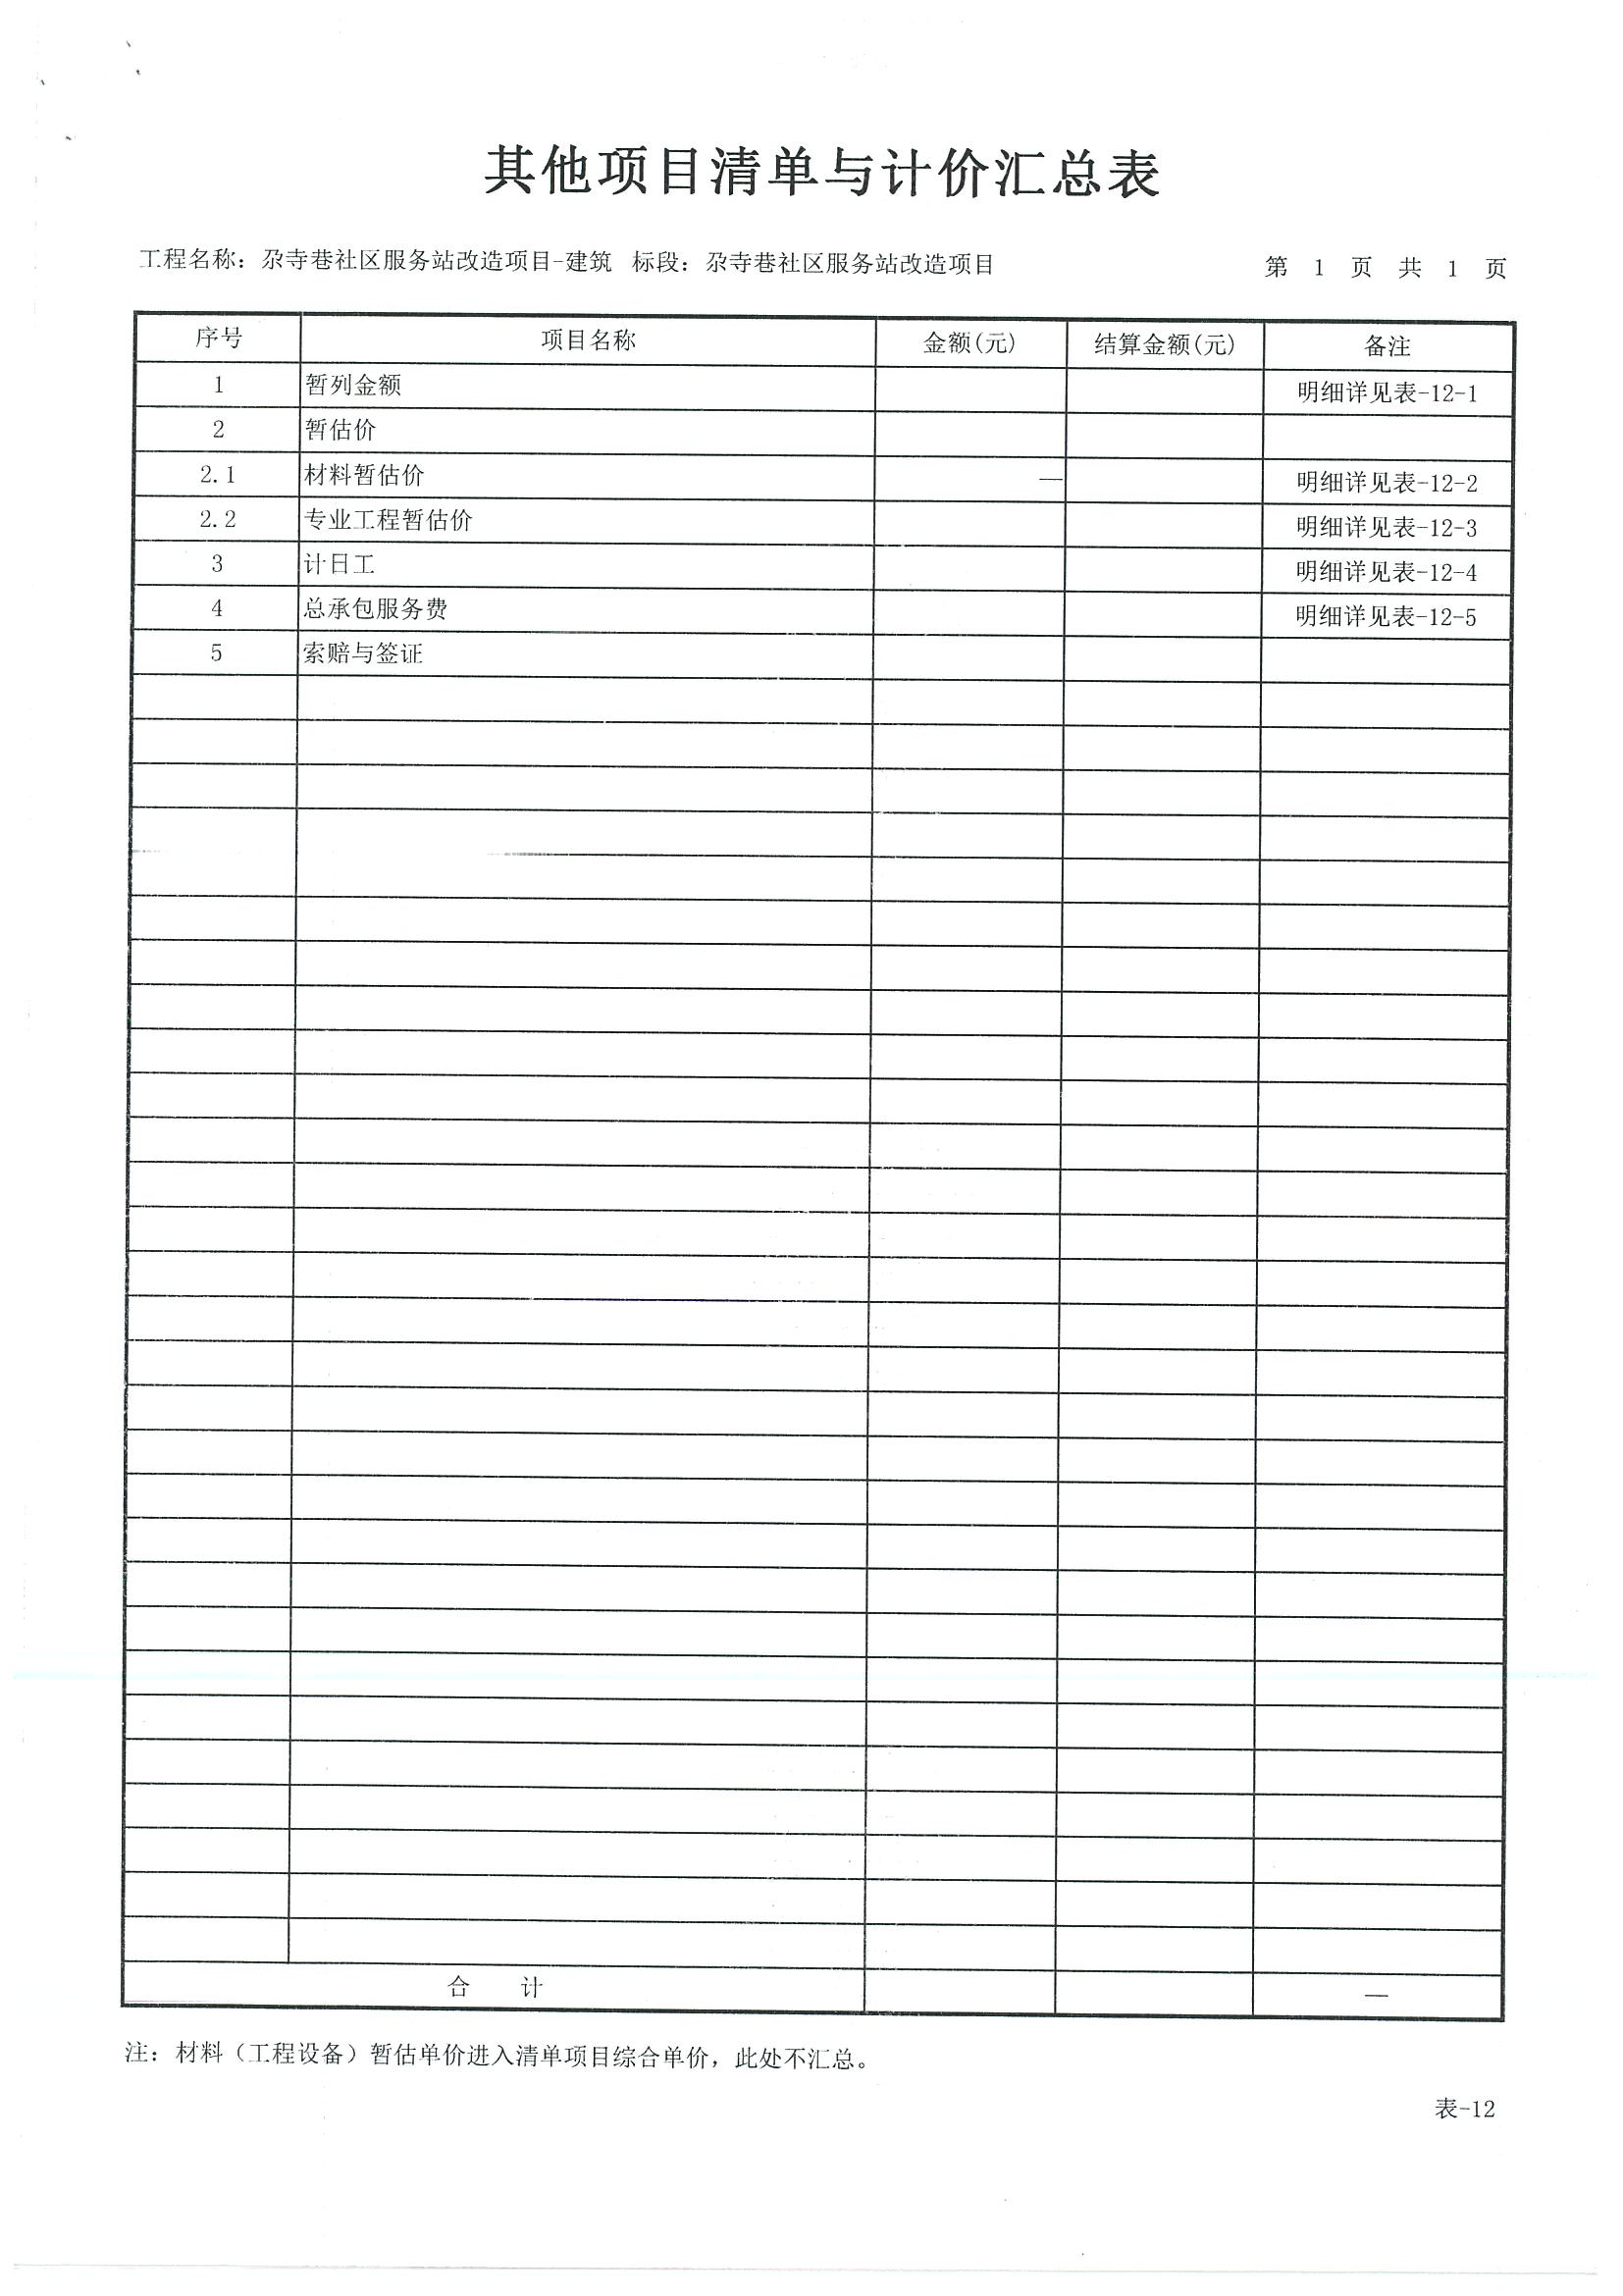 其他项目清单与计价汇总表
工程名称：尕寺巷社区服务站改造项目-建筑 标段：尕寺巷社区服务站改造项目 第 1 页 共 1 页
序号 项目名称 金额(元) 结算金额(元) 备注
1 暂列金额 明细详见表-12-1
2 暂估价
2.1 材料暂估价 — 明细详见表-12-2
2.2 专业工程暂估价 明细详见表-12-3
3 计日工 明细详见表-12-4
4 总承包服务费 明细详见表-12-5
5 索赔与签证
合 计 —
注：材料（工程设备）暂估单价进入清单项目综合单价，此处不汇总。
表-12